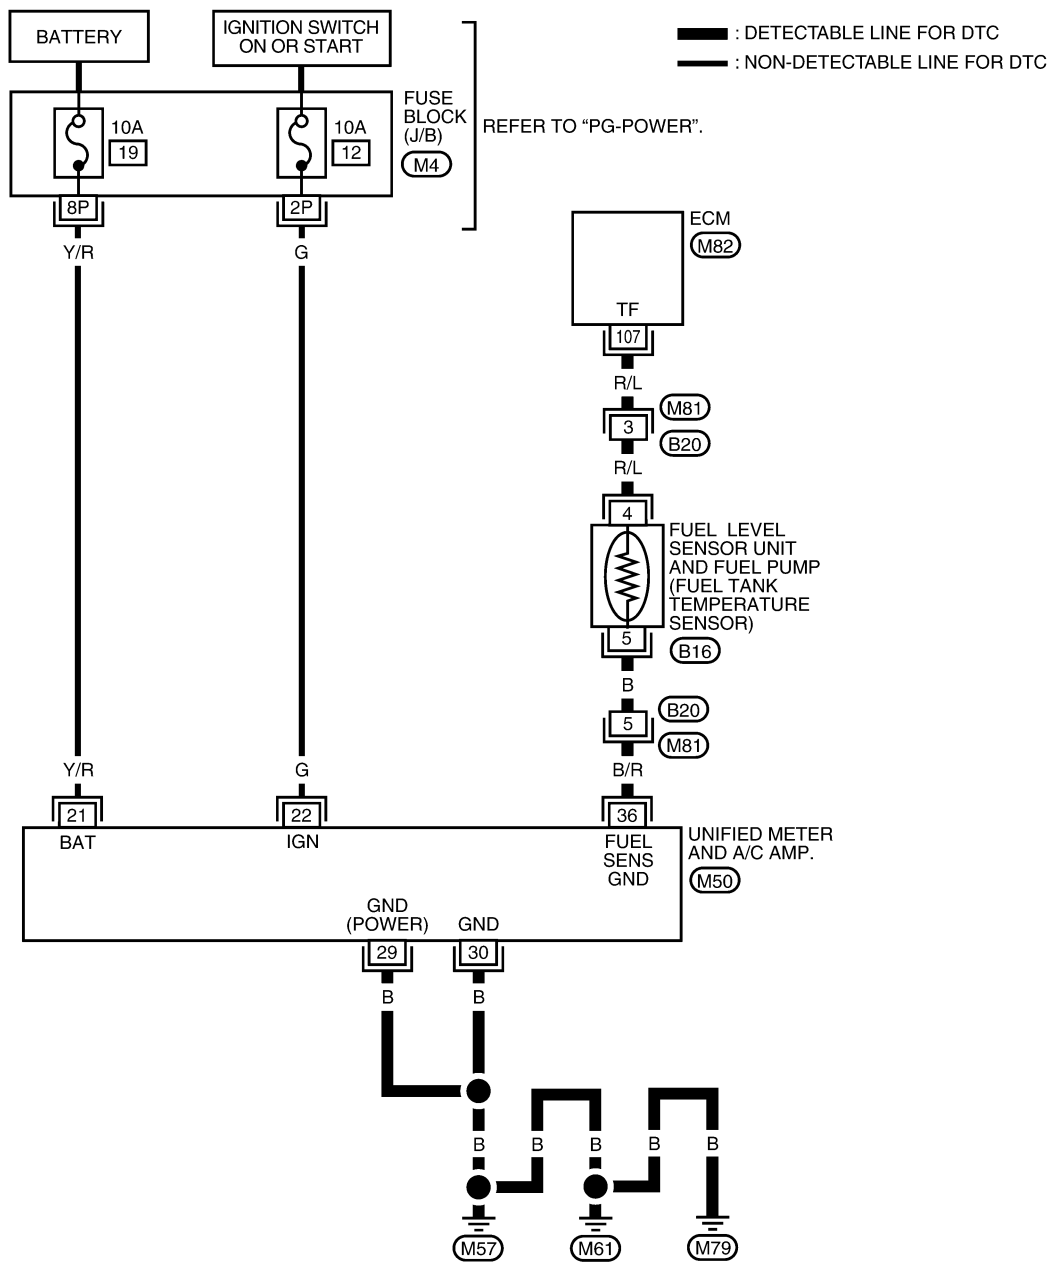 BATTERY
IGNITION SWITCH
ON OR START
: DETECTABLE LINE FOR DTC
: NON-DETECTABLE LINE FOR DTC
10A
19
10A
12
FUSE
BLOCK
(J/B)
M4
REFER TO “PG-POWER”.
8P
2P
Y/R
G
ECM
M82
TF
107
R/L
M81
3
B20
R/L
4
FUEL LEVEL
SENSOR UNIT
AND FUEL PUMP
(FUEL TANK
TEMPERATURE
SENSOR)
5
B16
B
B20
5
M81
Y/R
G
B/R
21
22
36
BAT
IGN
FUEL
SENS
GND
UNIFIED METER
AND A/C AMP.
M50
GND
(POWER)
GND
29
30
B
B
B
B
B
B
B
M57
M61
M79